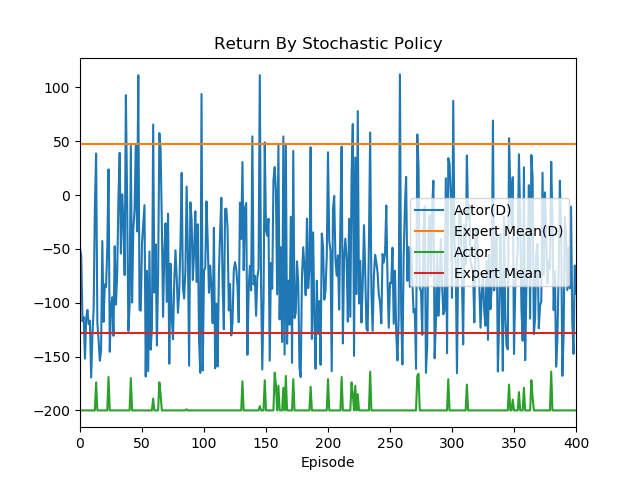 Return By Stochastic Policy
100
50
0
−50
−100
−150
−200
Actor(D)
Expert Mean(D)
Actor
Expert Mean
0 50 100 150 200 250 300 350 400
Episode